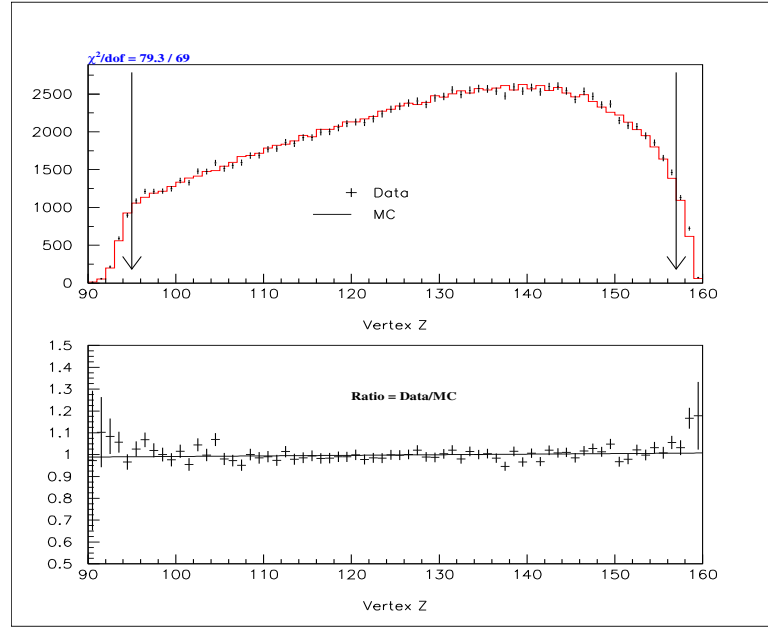 χ²/dof = 79.3 / 69
2500
2000
1500
1000
500
0
Data
MC
90 100 110 120 130 140 150 160
Vertex Z
1.5
1.4
1.3
1.2
1.1
1
0.9
0.8
0.7
0.6
0.5
Ratio = Data/MC
90 100 110 120 130 140 150 160
Vertex Z